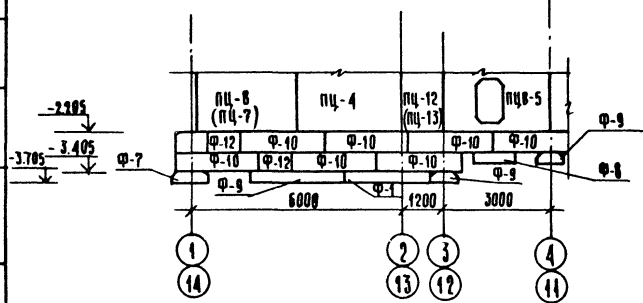 ПЦ-8
(ПЦ-7)
ПЦ-4
ПЦ-12
(ПЦ-13)
ПЦВ-5
-2.205
Ф-12 Ф-10 Ф-10 Ф-10 Ф-10
Ф-9
-3.405
Ф-10 Ф-12 Ф-10 Ф-10
-3.705
Ф-7
Ф-9
Ф-1
Ф-9
Ф-8
6000 1200 3000
1 2 3 4
14 13 12 11